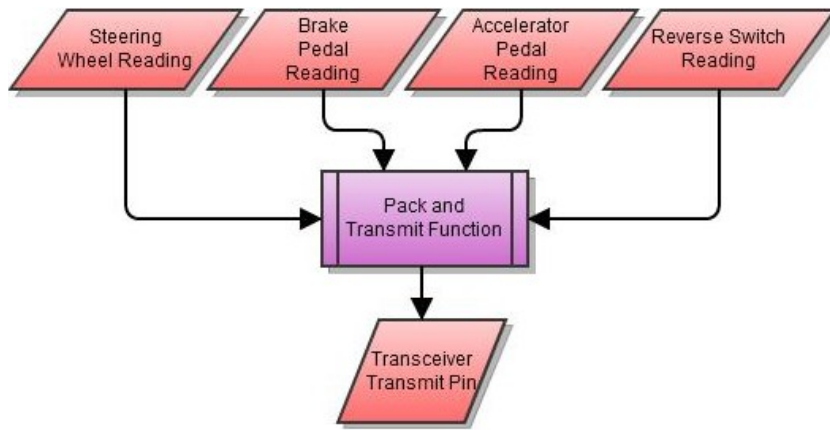 Steering
Wheel Reading
Brake
Pedal
Reading
Accelerator
Pedal
Reading
Reverse Switch
Reading
Pack and
Transmit Function
Transceiver
Transmit Pin